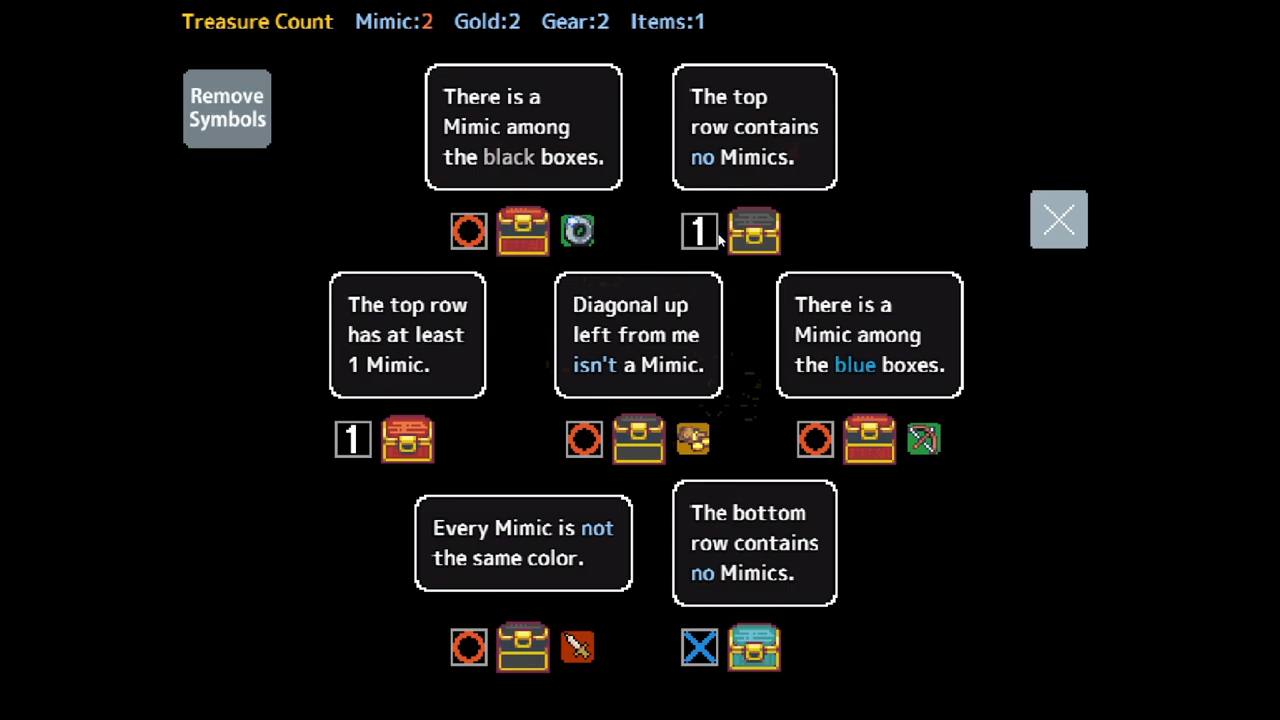 Treasure Count Mimic:2 Gold:2 Gear:2 Items:1
Remove
Symbols
There is a
Mimic among
the black boxes.
The top
row contains
no Mimics.
1
The top row
has at least
1 Mimic.
Diagonal up
left from me
isn't a Mimic.
There is a
Mimic among
the blue boxes.
1
Every Mimic is not
the same color.
The bottom
row contains
no Mimics.